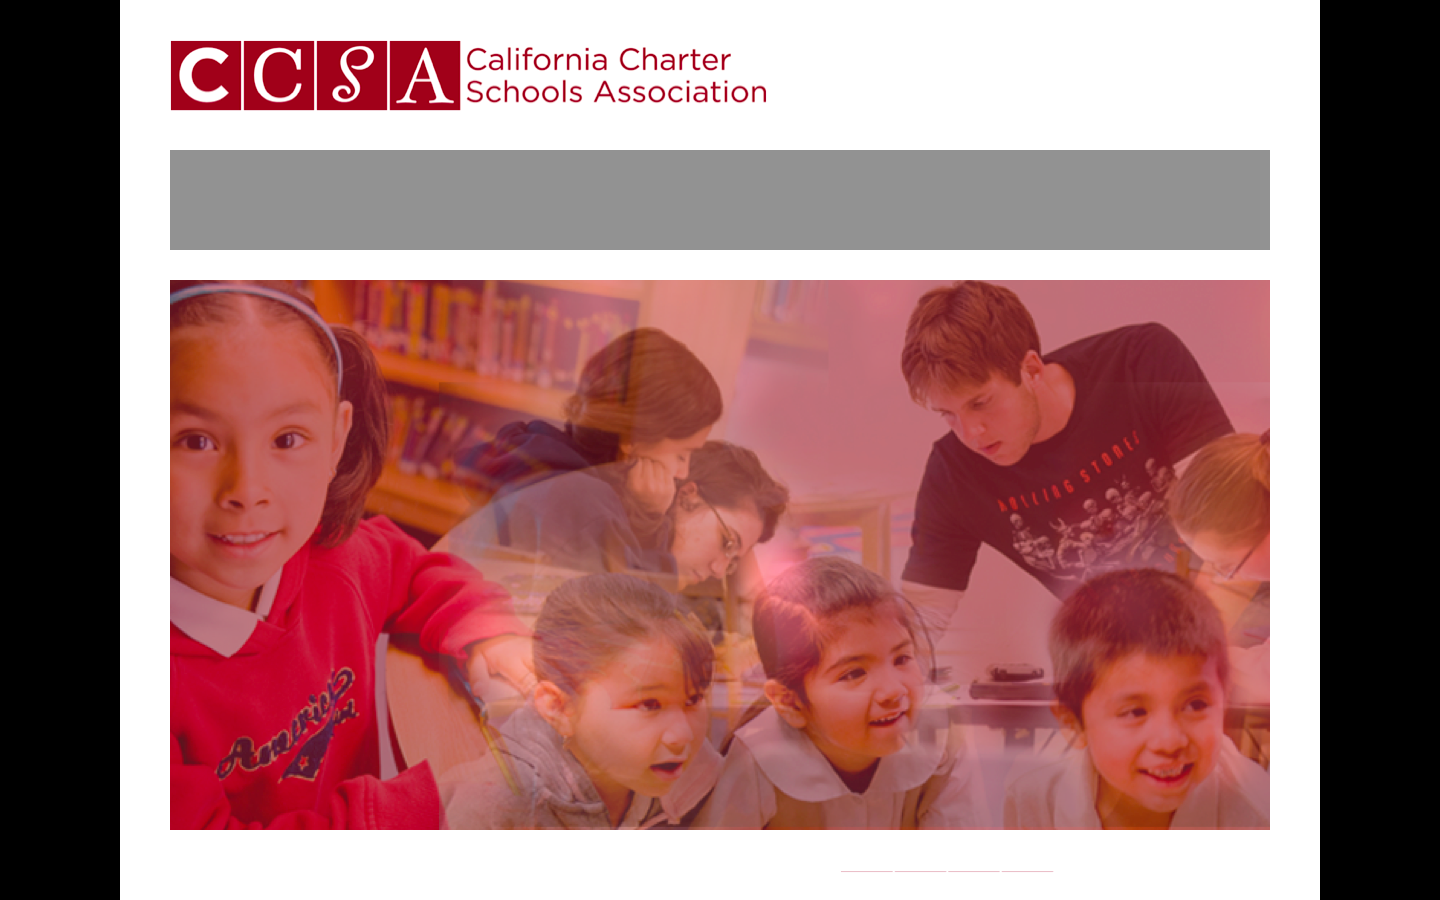 CCSA California Charter
Schools Association
ROLLING STONES